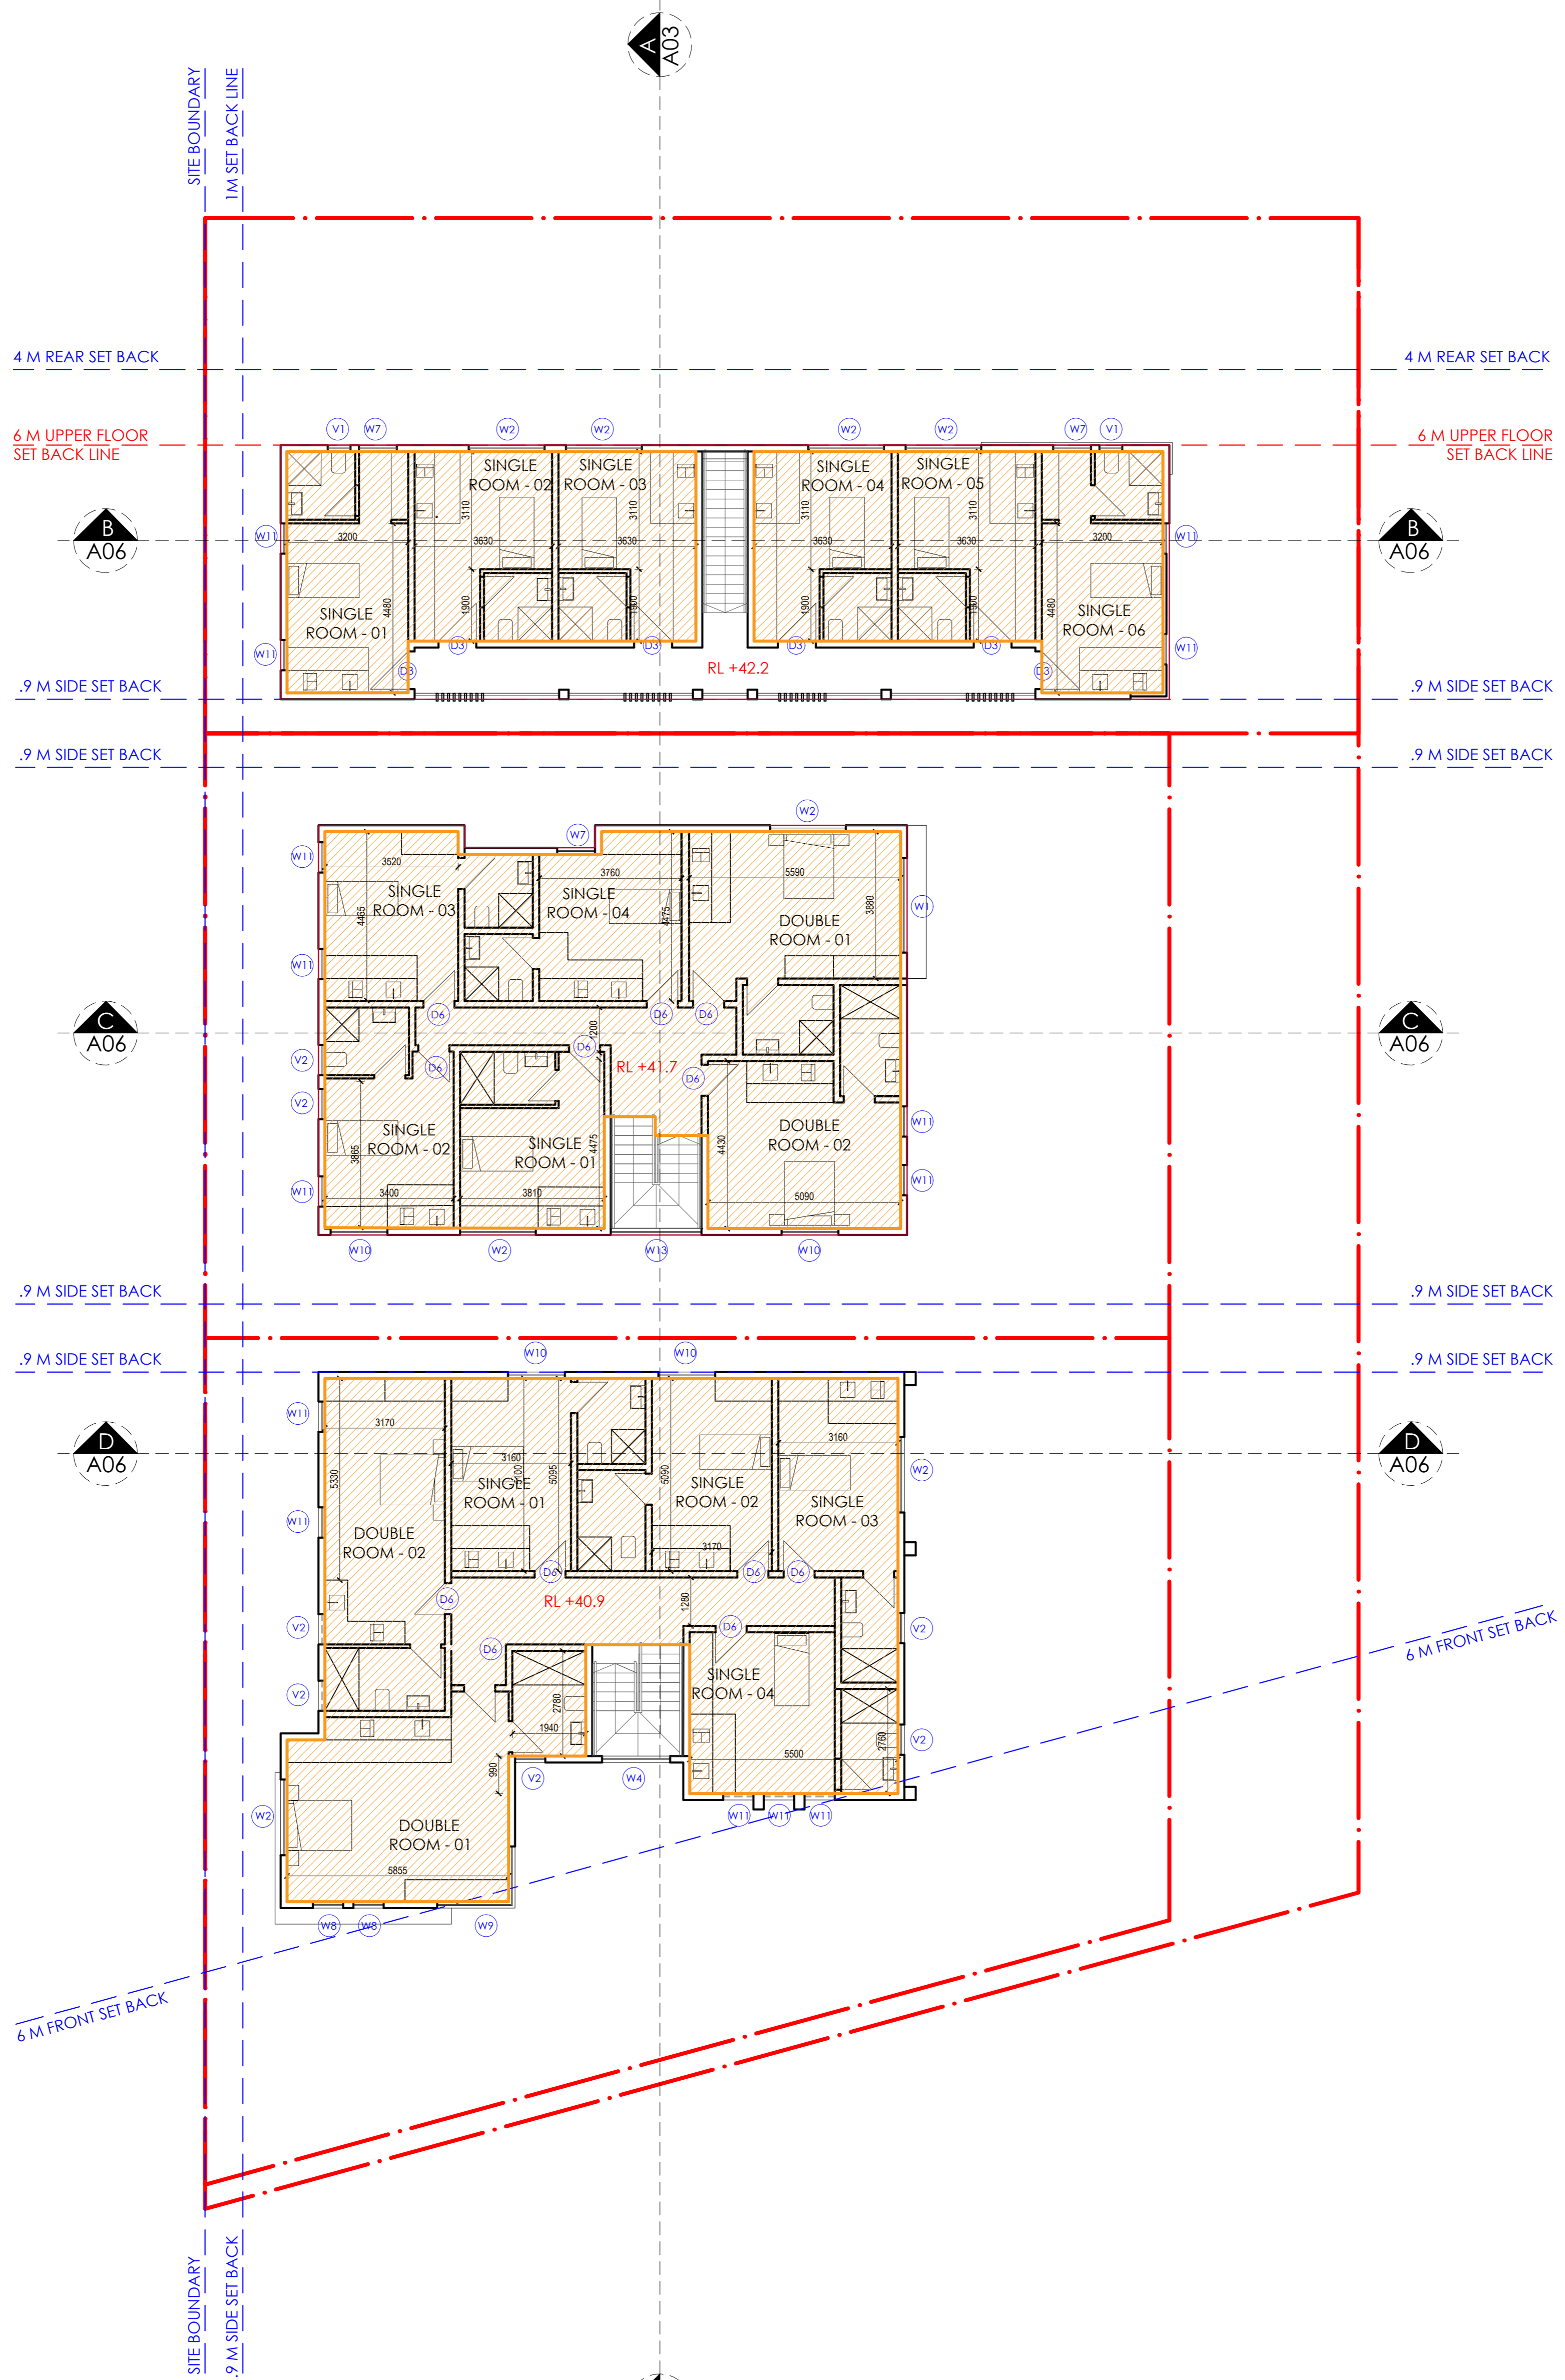 A
A03
SITE BOUNDARY
1M SET BACK LINE
4 M REAR SET BACK
4 M REAR SET BACK
6 M UPPER FLOOR
SET BACK LINE
6 M UPPER FLOOR
SET BACK LINE
V1
W7
W2
W2
W2
W2
W7
V1
SINGLE
ROOM - 02
SINGLE
ROOM - 03
SINGLE
ROOM - 04
SINGLE
ROOM - 05
3110
3110
3110
3110
B
A06
B
A06
W11
3200
3630
3630
3630
3630
3200
W11
SINGLE
ROOM - 01
4480
1900
1900
1900
1900
4480
SINGLE
ROOM - 06
W11
D3
D3
D3
D3
D3
D3
W11
RL +42.2
.9 M SIDE SET BACK
.9 M SIDE SET BACK
.9 M SIDE SET BACK
.9 M SIDE SET BACK
W2
W7
W11
3520
3760
5590
SINGLE
ROOM - 03
SINGLE
ROOM - 04
DOUBLE
ROOM - 01
4465
4475
3880
W1
W11
D6
D6
D6
C
A06
C
A06
1200
D6
V2
D6
RL +41.7
D6
V2
SINGLE
ROOM - 02
SINGLE
ROOM - 01
DOUBLE
ROOM - 02
W11
3865
4475
4430
W11
3400
3810
5090
W11
W10
W2
W13
W10
.9 M SIDE SET BACK
.9 M SIDE SET BACK
.9 M SIDE SET BACK
.9 M SIDE SET BACK
W10
W10
W11
3170
3160
3160
D
A06
D
A06
5330
5095
5090
W2
SINGLE
ROOM - 01
SINGLE
ROOM - 02
SINGLE
ROOM - 03
W11
DOUBLE
ROOM - 02
3170
D6
D6
D6
D6
RL +40.9
1280
V2
D6
D6
V2
6 M FRONT SET BACK
V2
SINGLE
ROOM - 04
2780
1940
5500
2760
V2
990
V2
W4
W2
W11
W11
W11
DOUBLE
ROOM - 01
5855
W8
W8
W9
6 M FRONT SET BACK
SITE BOUNDARY
.9 M SIDE SET BACK